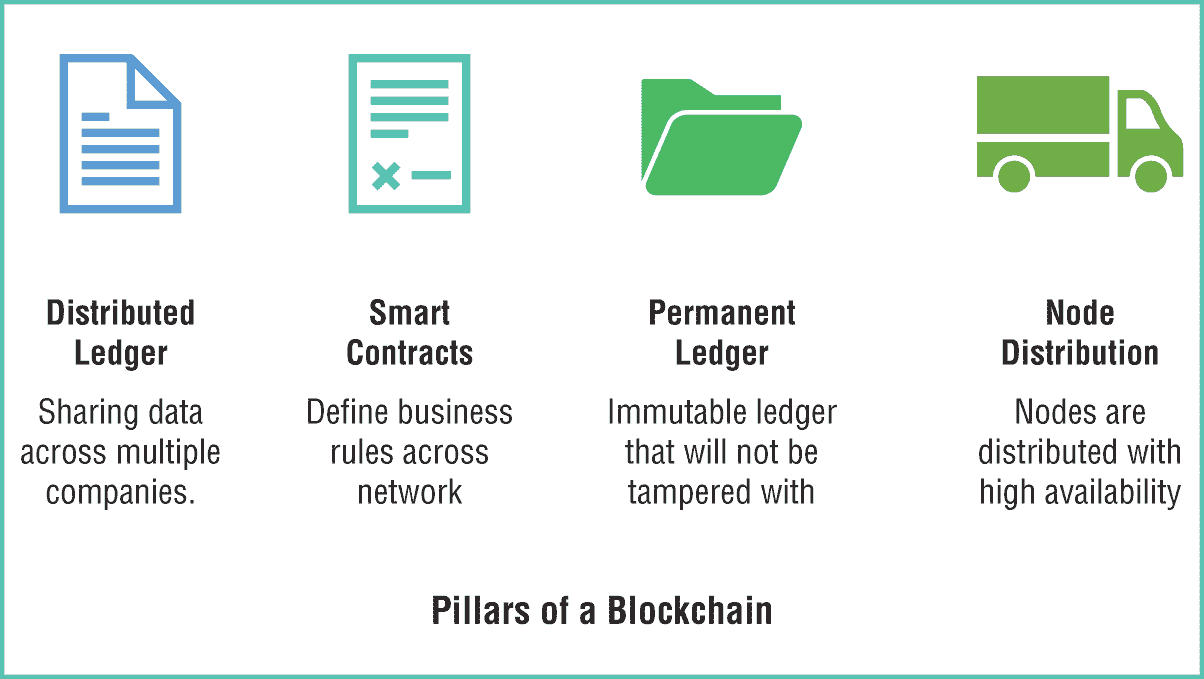 Distributed
Ledger
Sharing data
across multiple
companies.
Smart
Contracts
Define business
rules across
network
Permanent
Ledger
Immutable ledger
that will not be
tampered with
Node
Distribution
Nodes are
distributed with
high availability
Pillars of a Blockchain